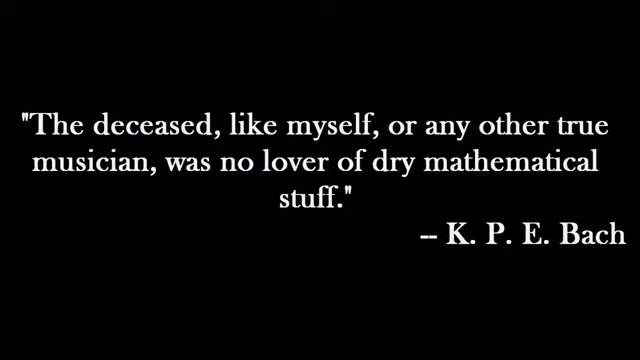 "The deceased, like myself, or any other true
musician, was no lover of dry mathematical
stuff."
-- K. P. E. Bach